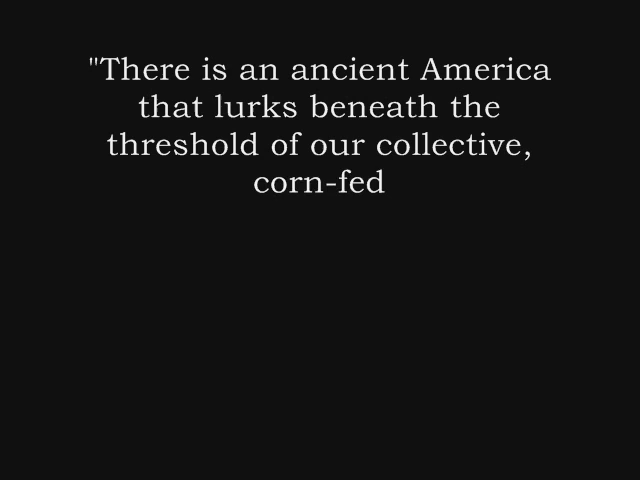 "There is an ancient America
that lurks beneath the
threshold of our collective,
corn-fed